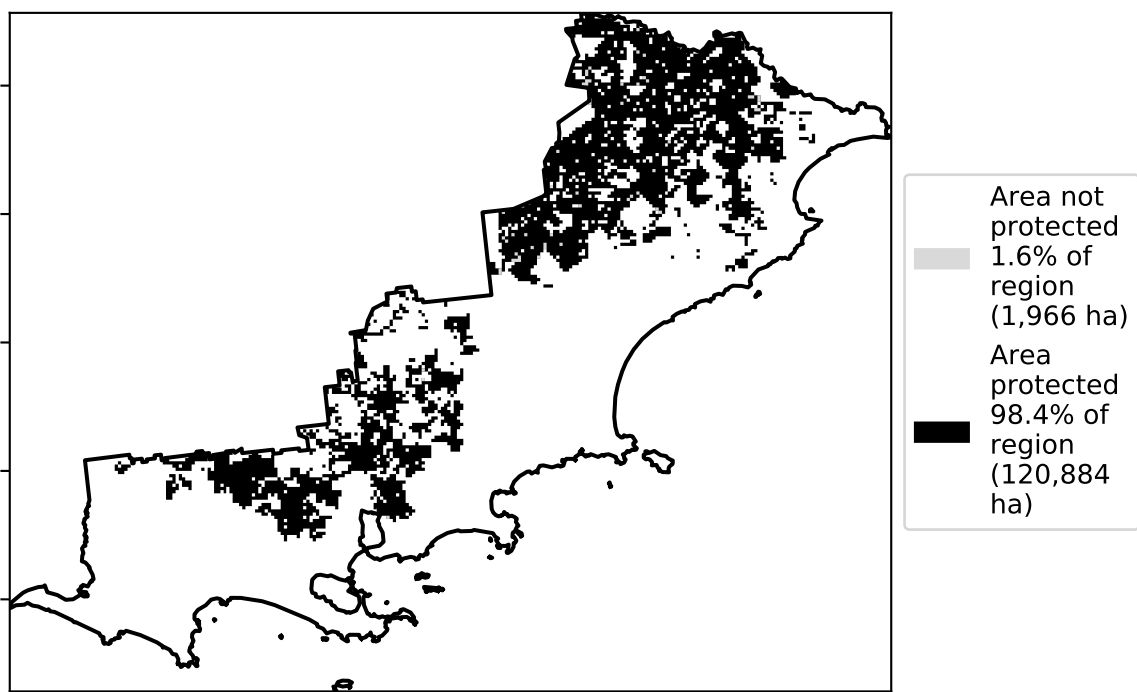 Area not
protected
1.6% of
region
(1,966 ha)
Area
protected
98.4% of
region
(120,884
ha)